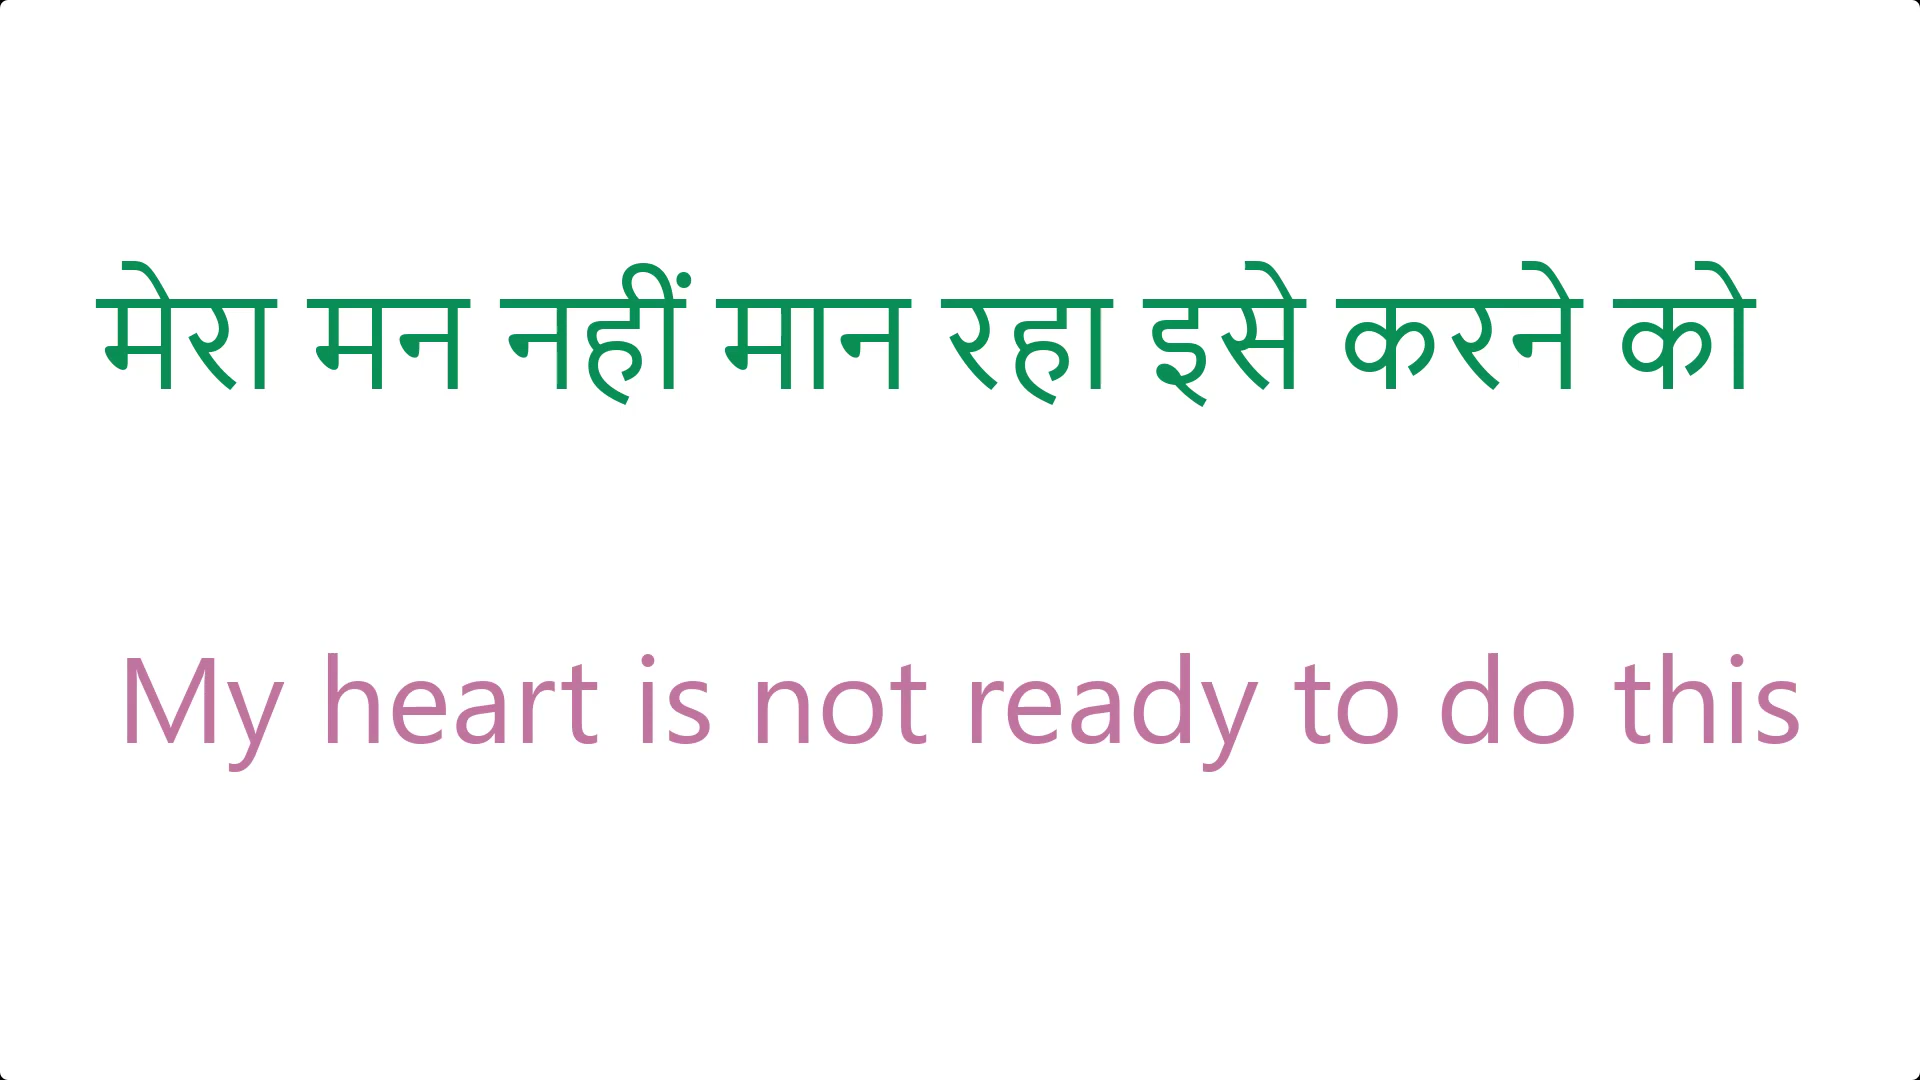 मेरा मन नहीं मान रहा इसे करने को
My heart is not ready to do this